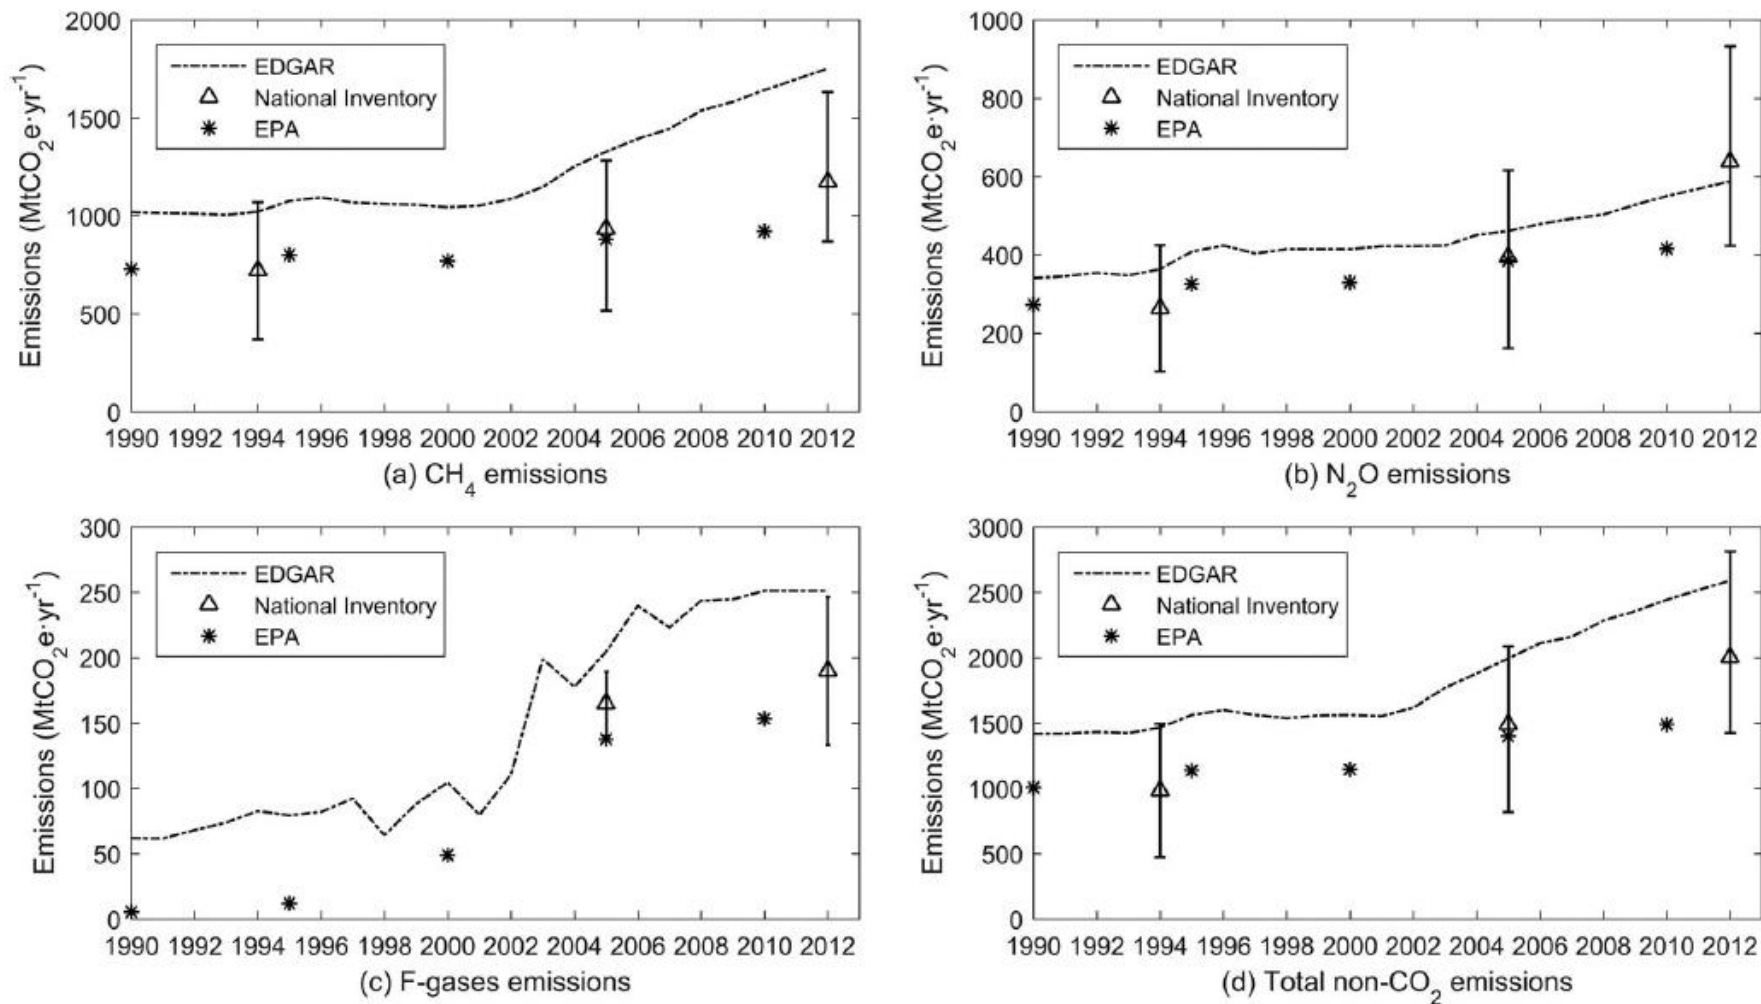 2000
1500
1000
500
0
Emissions (MtCO2e·yr-1)
EDGAR
National Inventory
EPA
1990 1992 1994 1996 1998 2000 2002 2004 2006 2008 2010 2012
(a) CH4 emissions
1000
800
600
400
200
0
Emissions (MtCO2e·yr-1)
EDGAR
National Inventory
EPA
1990 1992 1994 1996 1998 2000 2002 2004 2006 2008 2010 2012
(b) N2O emissions
300
250
200
150
100
50
0
Emissions (MtCO2e·yr-1)
EDGAR
National Inventory
EPA
1990 1992 1994 1996 1998 2000 2002 2004 2006 2008 2010 2012
(c) F-gases emissions
3000
2500
2000
1500
1000
500
0
Emissions (MtCO2e·yr-1)
EDGAR
National Inventory
EPA
1990 1992 1994 1996 1998 2000 2002 2004 2006 2008 2010 2012
(d) Total non-CO2 emissions